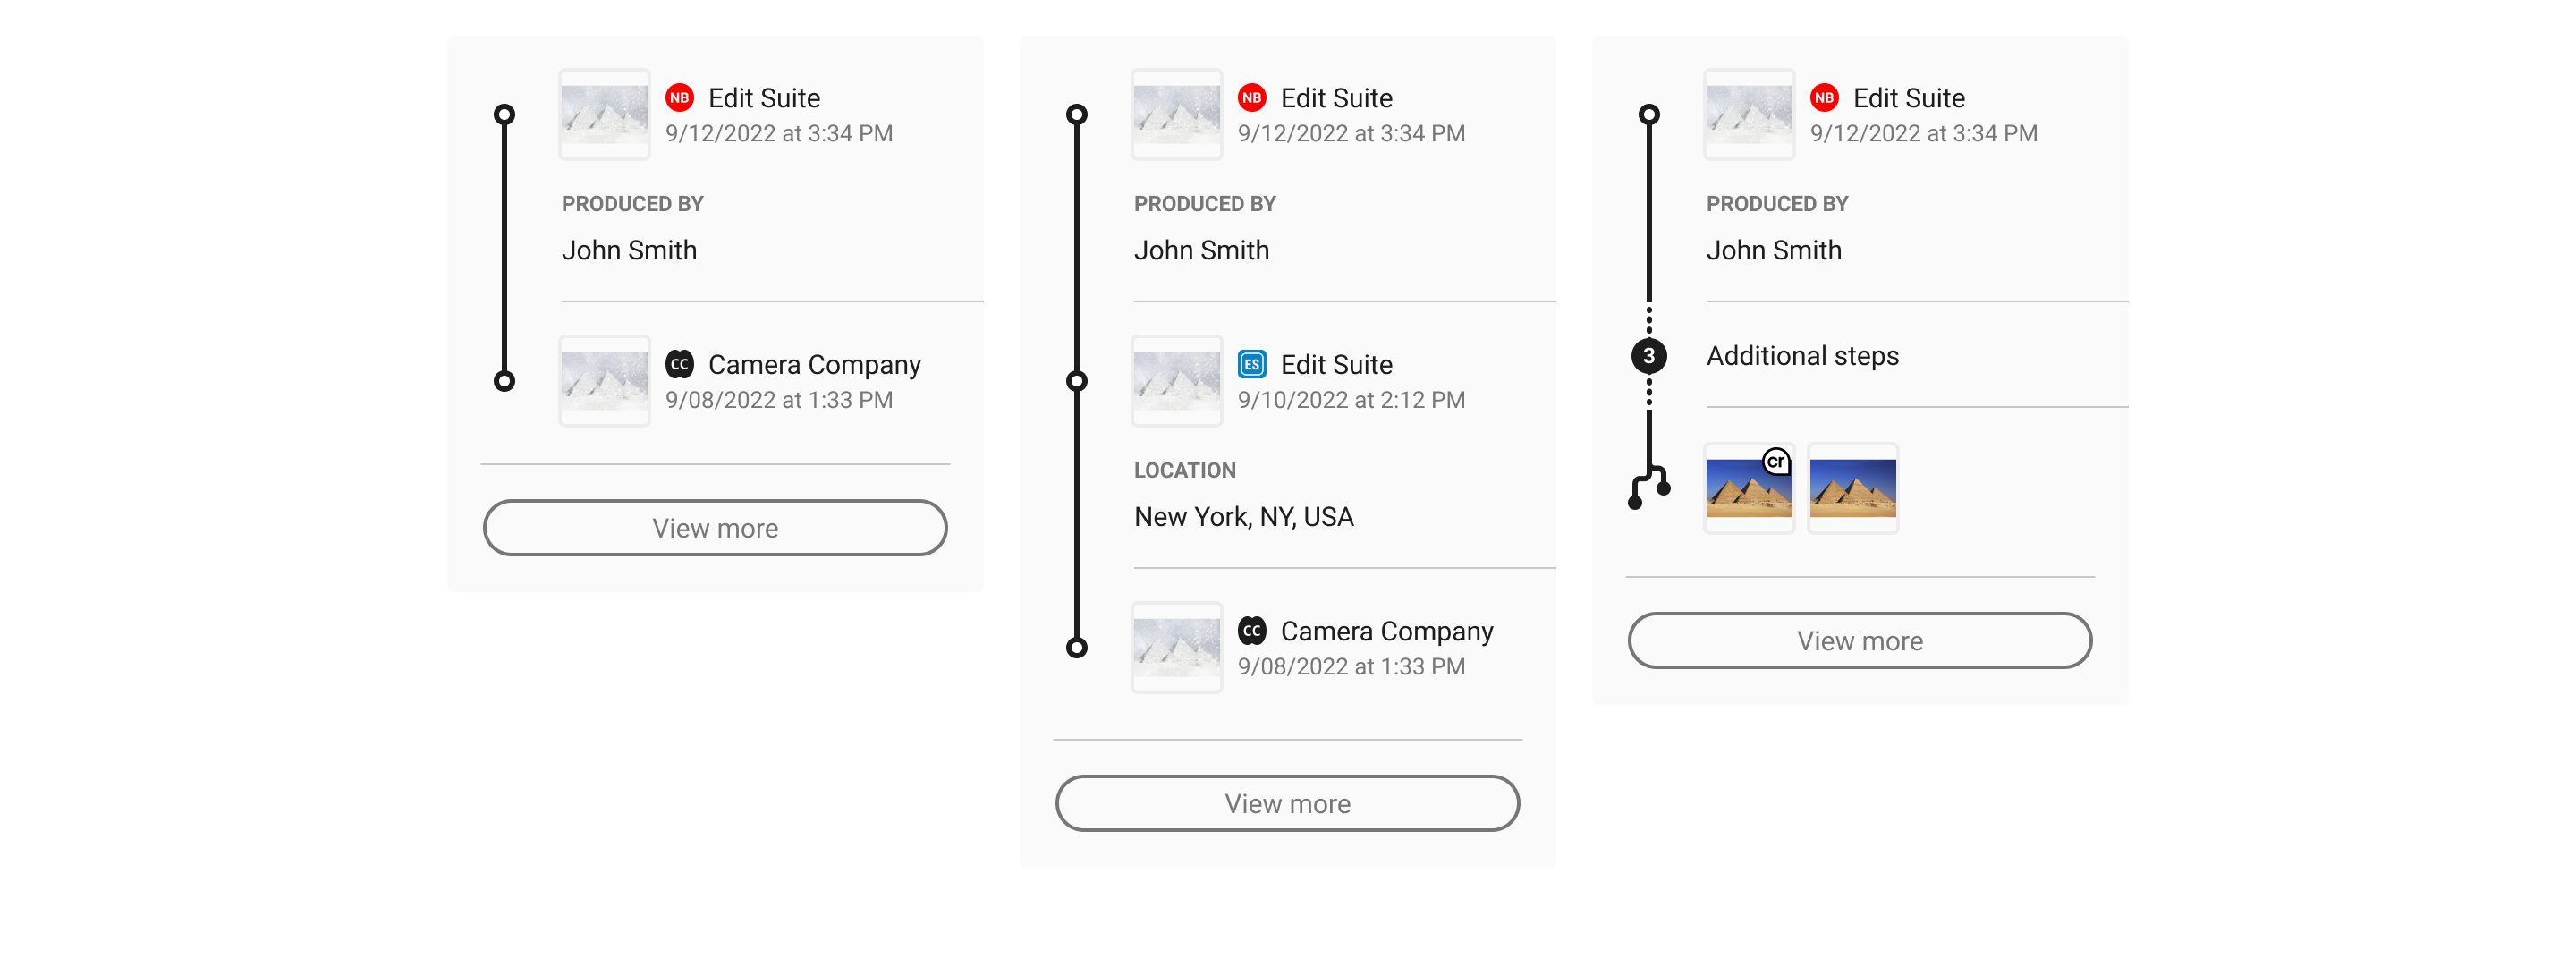 NB Edit Suite
9/12/2022 at 3:34 PM
PRODUCED BY
John Smith
CC Camera Company
9/08/2022 at 1:33 PM
View more
NB Edit Suite
9/12/2022 at 3:34 PM
PRODUCED BY
John Smith
ES Edit Suite
9/10/2022 at 2:12 PM
LOCATION
New York, NY, USA
CC Camera Company
9/08/2022 at 1:33 PM
View more
NB Edit Suite
9/12/2022 at 3:34 PM
PRODUCED BY
John Smith
3 Additional steps
cr
View more